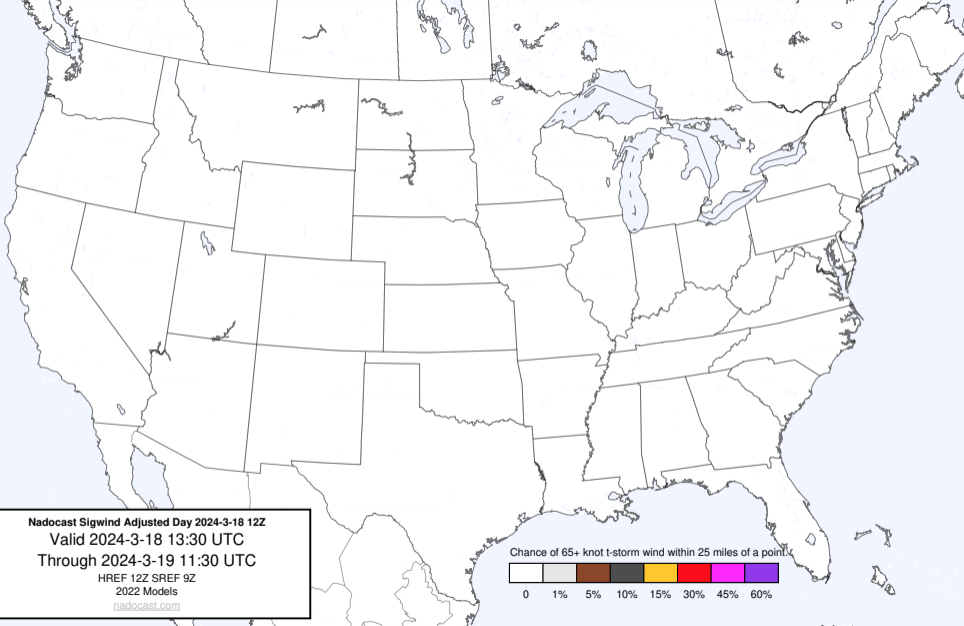 Nadocast Sigwind Adjusted Day 2024-3-18 12Z
Valid 2024-3-18 13:30 UTC
Through 2024-3-19 11:30 UTC
HREF 12Z SREF 9Z
2022 Models
nadocast.com
Chance of 65+ knot t-storm wind within 25 miles of a point.
0 1% 5% 10% 15% 30% 45% 60%